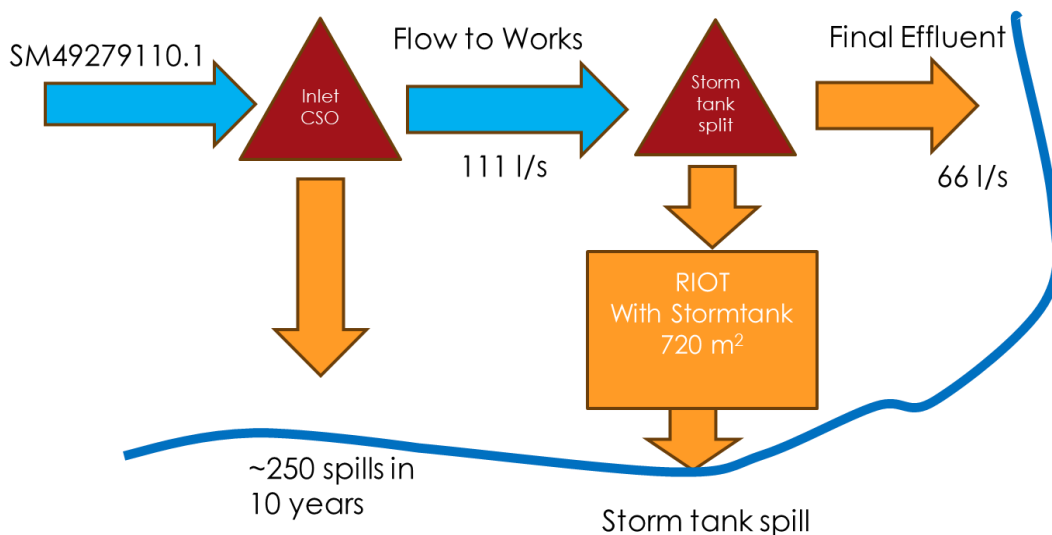 SM49279110.1
Inlet
CSO
Flow to Works
111 l/s
Storm
tank
split
Final Effluent
66 l/s
RIOT
With Stormtank
720 m²
~250 spills in
10 years
Storm tank spill